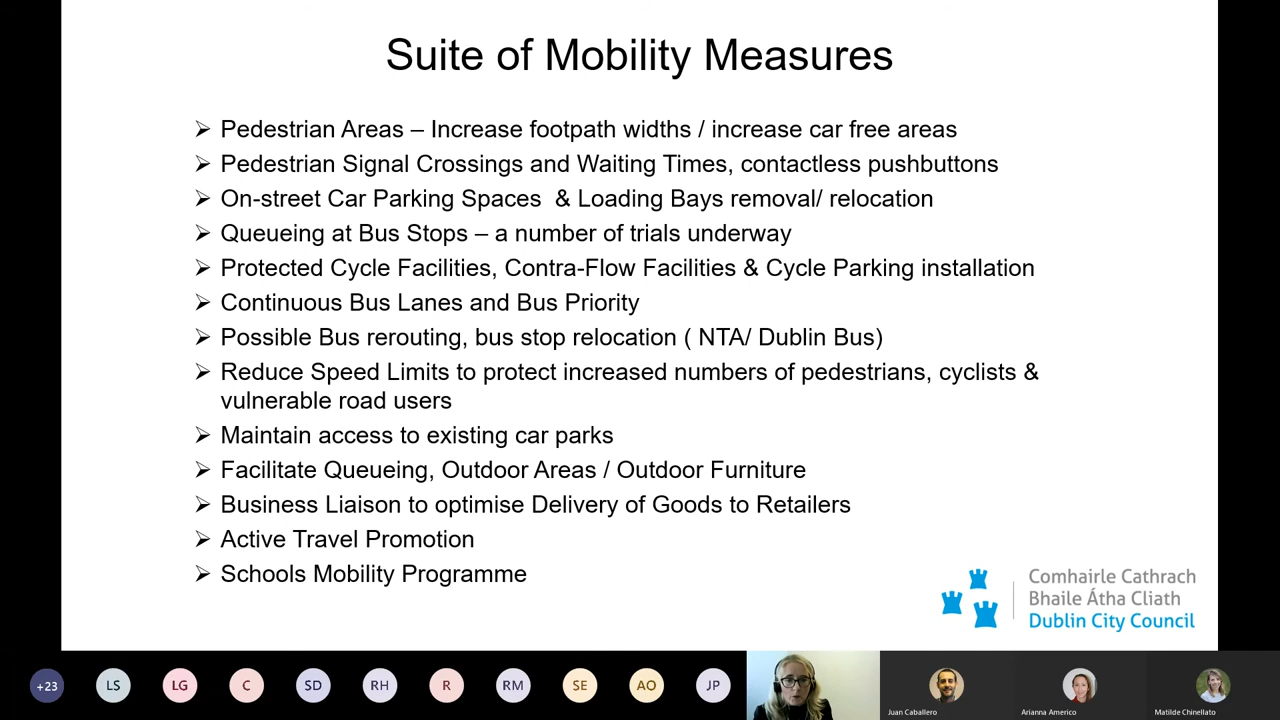 Suite of Mobility Measures
Pedestrian Areas – Increase footpath widths / increase car free areas
Pedestrian Signal Crossings and Waiting Times, contactless pushbuttons
On-street Car Parking Spaces & Loading Bays removal/ relocation
Queueing at Bus Stops – a number of trials underway
Protected Cycle Facilities, Contra-Flow Facilities & Cycle Parking installation
Continuous Bus Lanes and Bus Priority
Possible Bus rerouting, bus stop relocation ( NTA/ Dublin Bus)
Reduce Speed Limits to protect increased numbers of pedestrians, cyclists &
vulnerable road users
Maintain access to existing car parks
Facilitate Queueing, Outdoor Areas / Outdoor Furniture
Business Liaison to optimise Delivery of Goods to Retailers
Active Travel Promotion
Schools Mobility Programme
Comhairle Cathrach
Bhaile Átha Cliath
Dublin City Council
+23 LS LG C SD RH R RM SE AO JP
Juan Caballero Arianna Americo Matilde Chinellato